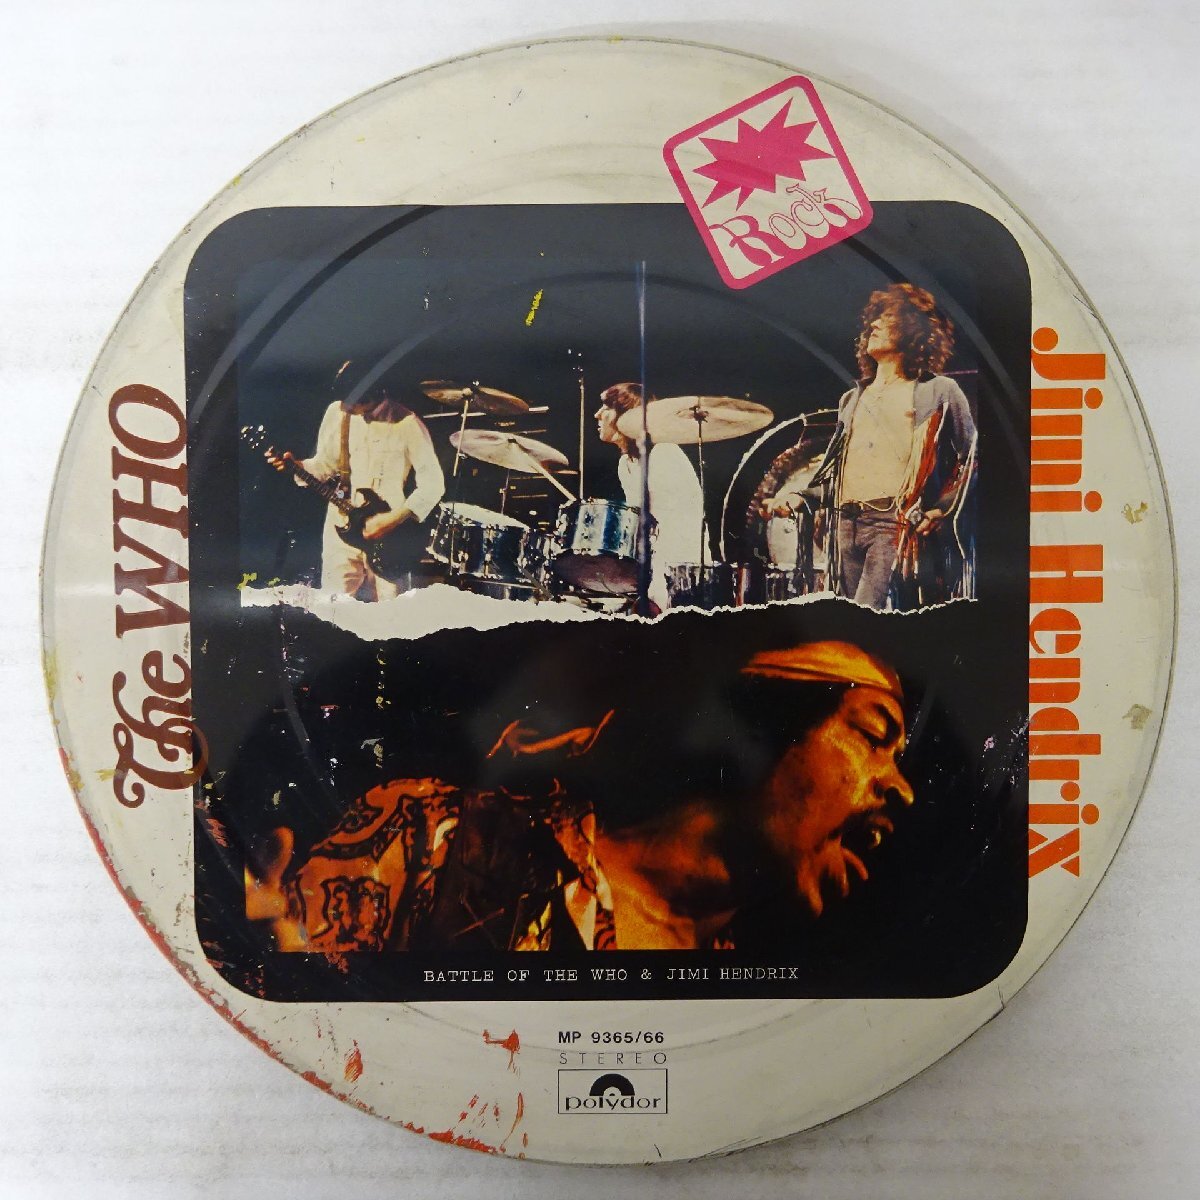 Rock
The WHO
Jimi Hendrix
BATTLE OF THE WHO & JIMI HENDRIX
MP 9365/66
STEREO
polydor